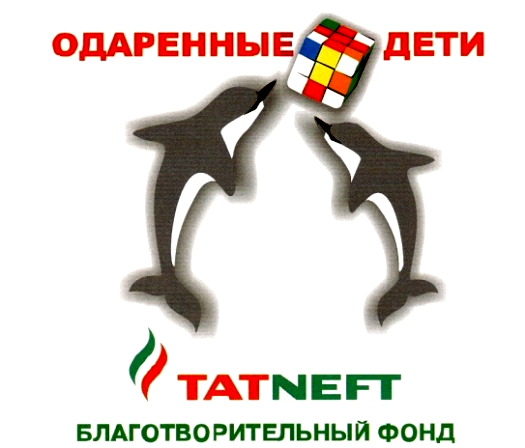 ОДАРЕННЫЕ ДЕТИ
TATNEFT
БЛАГОТВОРИТЕЛЬНЫЙ ФОНД